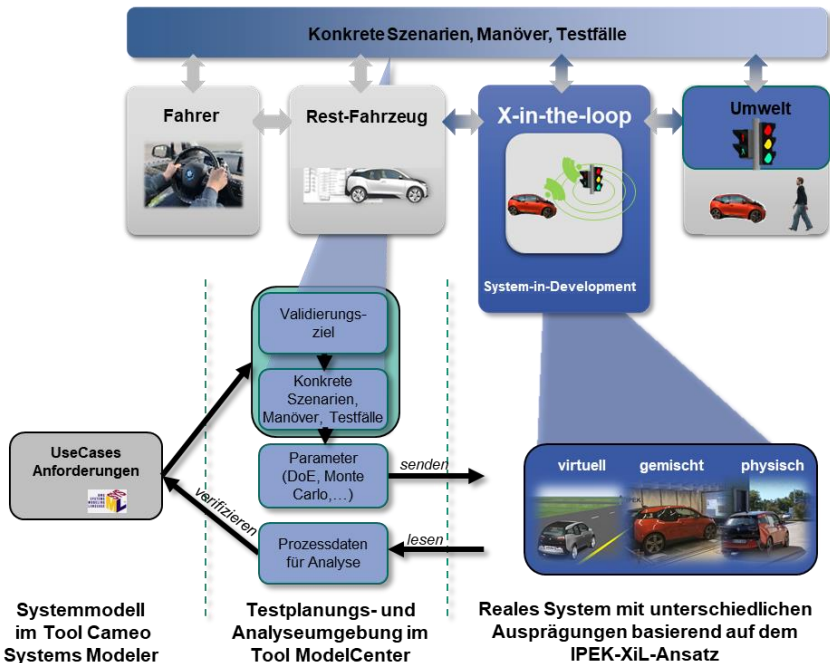 Konkrete Szenarien, Manöver, Testfälle
Fahrer
Rest-Fahrzeug
X-in-the-loop
Umwelt
System-in-Development
Validierungs-
ziel
Konkrete
Szenarien,
Manöver, Testfälle
UseCases
Anforderungen
Parameter
(DoE, Monte
Carlo,…)
senden
verifizieren
Prozessdaten
für Analyse
lesen
virtuell
gemischt
physisch
Systemmodell
im Tool Cameo
Systems Modeler
Testplanungs- und
Analyseumgebung im
Tool ModelCenter
Reales System mit unterschiedlichen
Ausprägungen basierend auf dem
IPEK-XiL-Ansatz